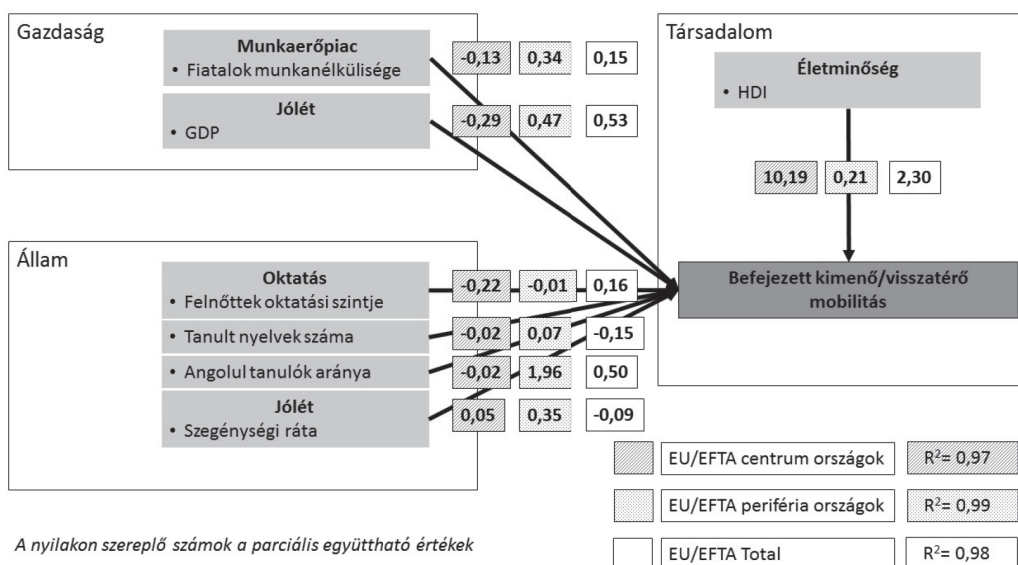 Gazdaság
Munkaerőpiac
• Fiatalok munkanélkülisége
-0,13 0,34 0,15
Jólét
• GDP
-0,29 0,47 0,53
Társadalom
Életminőség
• HDI
10,19 0,21 2,30
Befejezett kimenő/visszatérő
mobilitás
Állam
Oktatás
• Felnőttek oktatási szintje
-0,22 -0,01 0,16
• Tanult nyelvek száma
-0,02 0,07 -0,15
• Angolul tanulók aránya
-0,02 1,96 0,50
Jólét
• Szegénységi ráta
0,05 0,35 -0,09
EU/EFTA centrum országok R²= 0,97
EU/EFTA periféria országok R²= 0,99
EU/EFTA Total R²= 0,98
A nyilakon szereplő számok a parciális együttható értékek